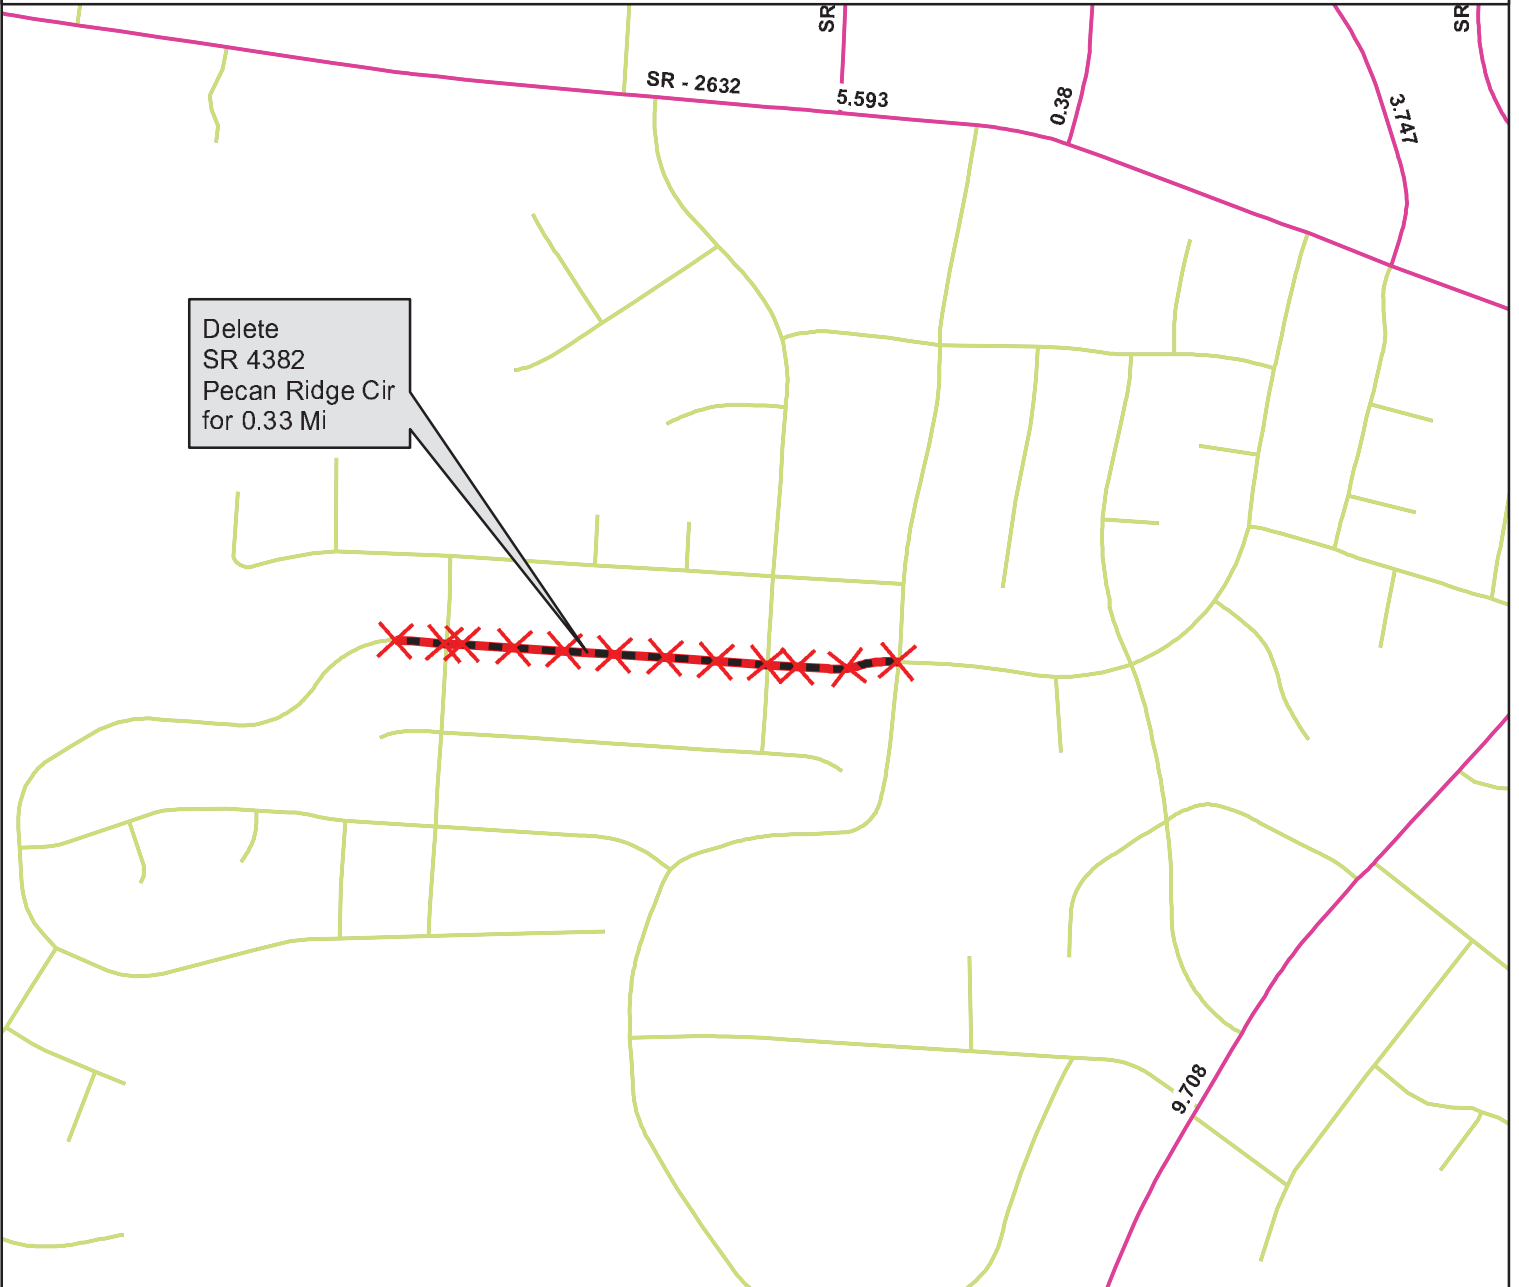 SR
SR
SR - 2632
5.593
0.38
3.747
Delete
SR 4382
Pecan Ridge Cir
for 0.33 Mi
9.708